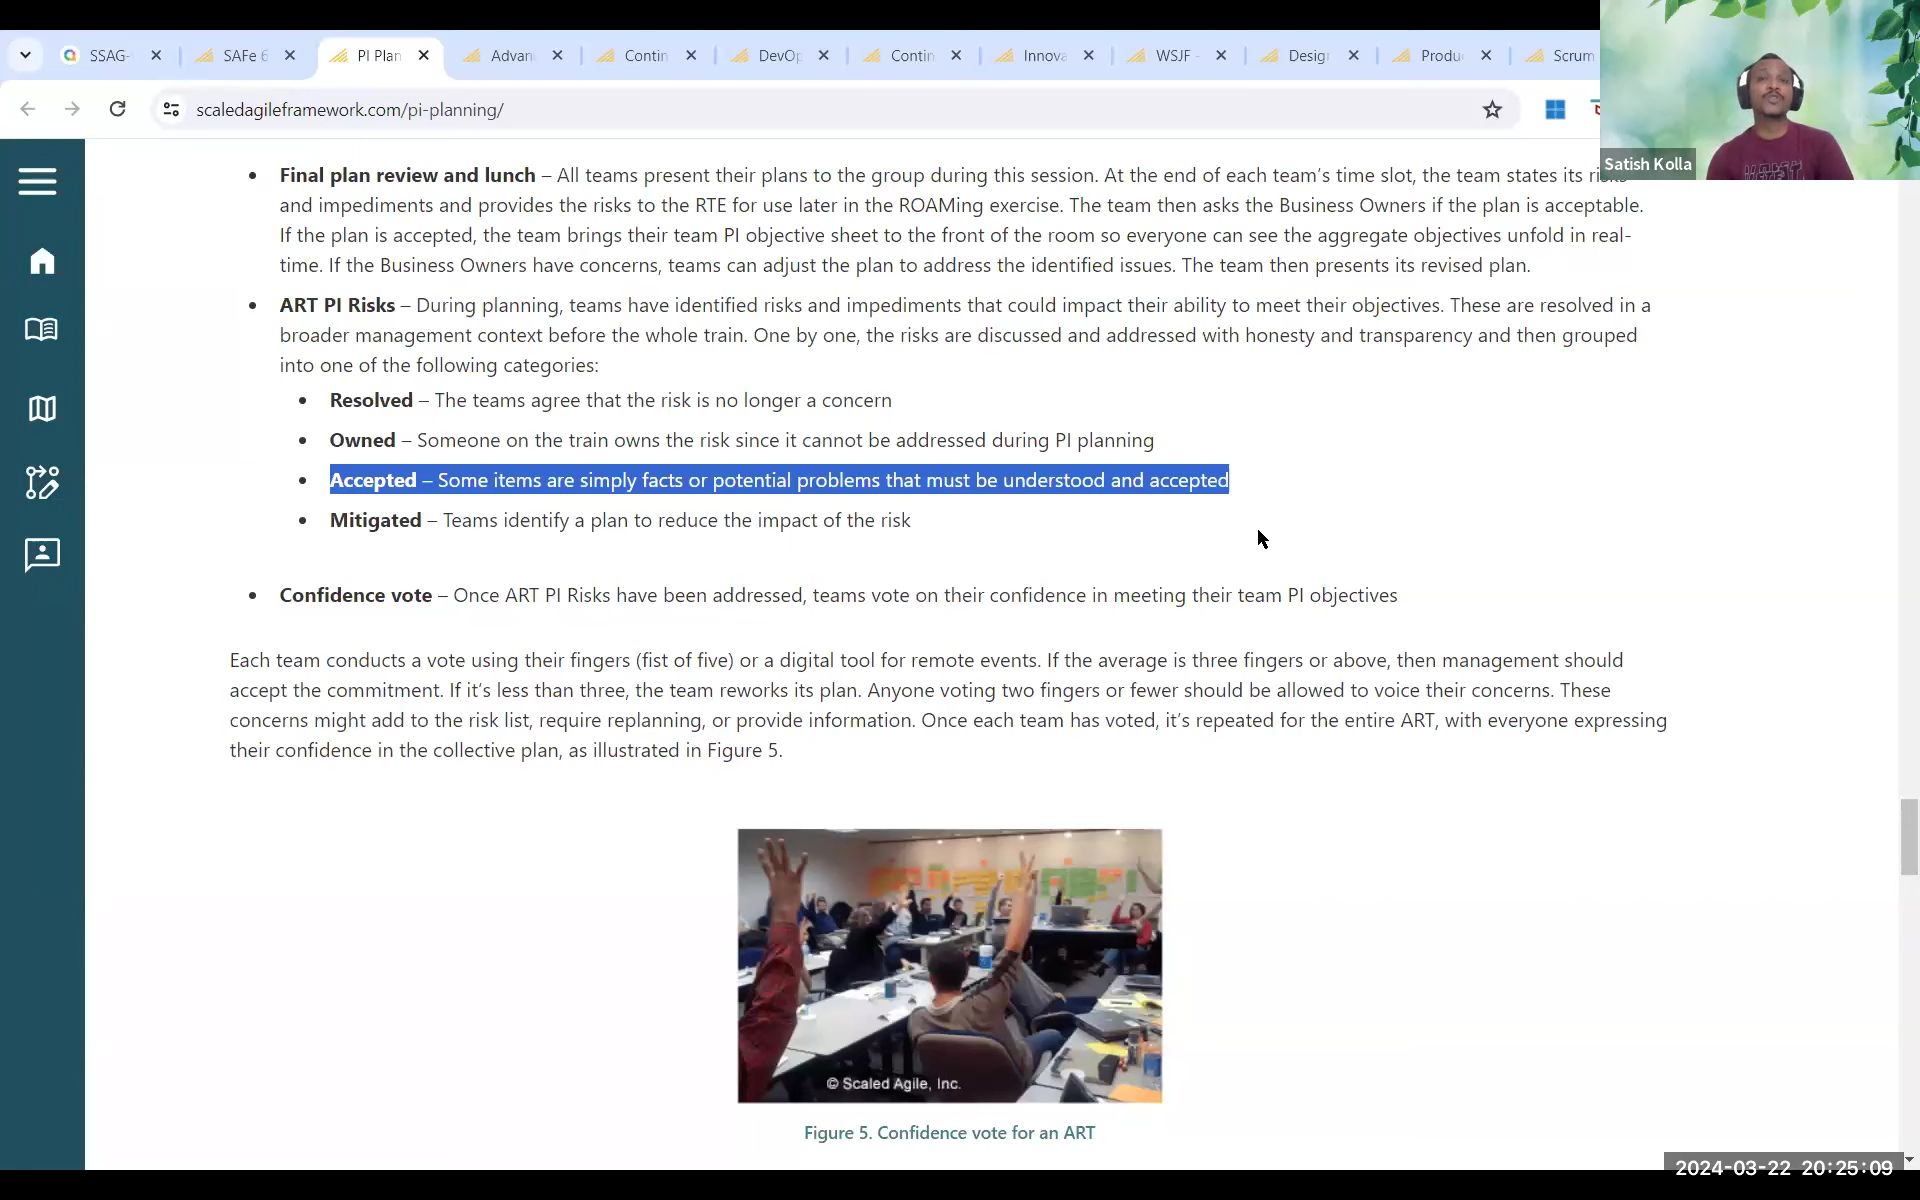 SSAG-
SAFe 6
PI Plan
Advan
Contin
DevOp
Contin
Innova
WSJF -
Design
Produ
Scrum
scaledagileframework.com/pi-planning/
Satish Kolla
• Final plan review and lunch – All teams present their plans to the group during this session. At the end of each team's time slot, the team states its risks
and impediments and provides the risks to the RTE for use later in the ROAMing exercise. The team then asks the Business Owners if the plan is acceptable.
If the plan is accepted, the team brings their team PI objective sheet to the front of the room so everyone can see the aggregate objectives unfold in real-
time. If the Business Owners have concerns, teams can adjust the plan to address the identified issues. The team then presents its revised plan.
• ART PI Risks – During planning, teams have identified risks and impediments that could impact their ability to meet their objectives. These are resolved in a
broader management context before the whole train. One by one, the risks are discussed and addressed with honesty and transparency and then grouped
into one of the following categories:
• Resolved – The teams agree that the risk is no longer a concern
• Owned – Someone on the train owns the risk since it cannot be addressed during PI planning
• Accepted – Some items are simply facts or potential problems that must be understood and accepted
• Mitigated – Teams identify a plan to reduce the impact of the risk
• Confidence vote – Once ART PI Risks have been addressed, teams vote on their confidence in meeting their team PI objectives
Each team conducts a vote using their fingers (fist of five) or a digital tool for remote events. If the average is three fingers or above, then management should
accept the commitment. If it's less than three, the team reworks its plan. Anyone voting two fingers or fewer should be allowed to voice their concerns. These
concerns might add to the risk list, require replanning, or provide information. Once each team has voted, it's repeated for the entire ART, with everyone expressing
their confidence in the collective plan, as illustrated in Figure 5.
© Scaled Agile, Inc.
Figure 5. Confidence vote for an ART
2024-03-22 20:25:09